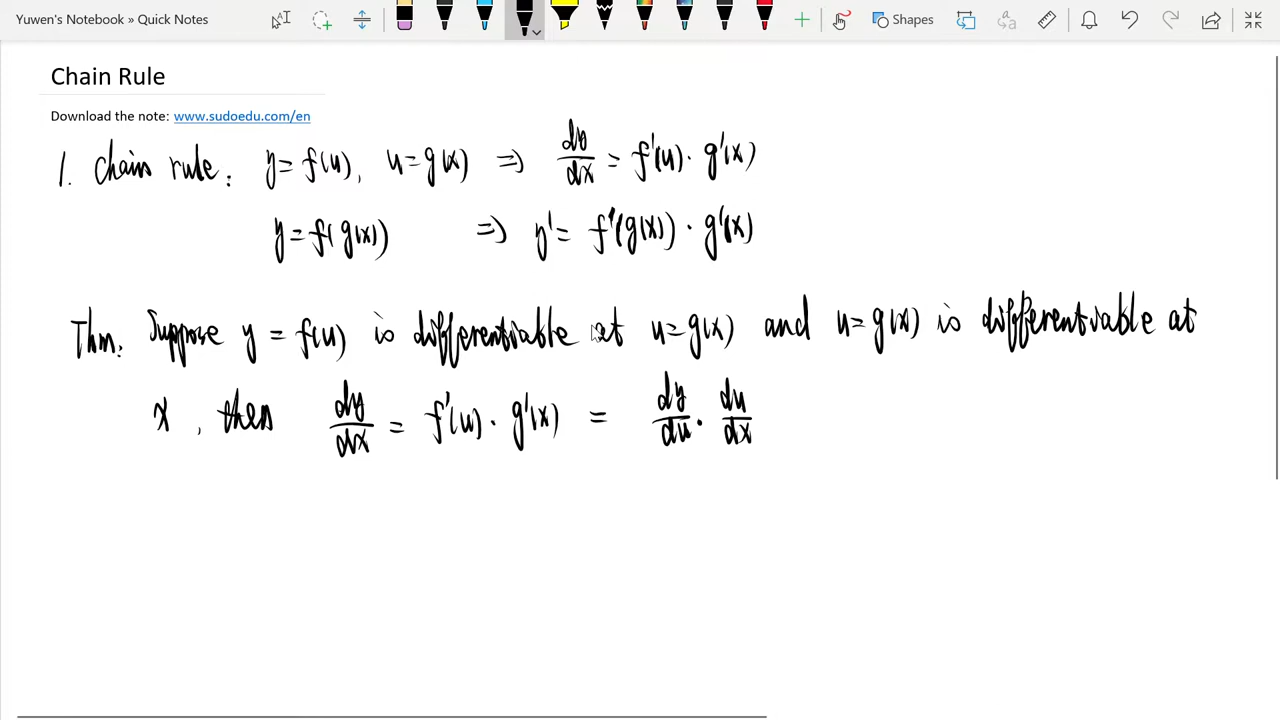 Yuwen's Notebook » Quick Notes
Shapes
Chain Rule
Download the note: www.sudoedu.com/en
1. Chain rule: y = f(u), u = g(x) ⇒ dy/dx = f'(u) · g'(x)
y = f(g(x)) ⇒ y' = f'(g(x)) · g'(x)
Thm. Suppose y = f(u) is differentiable at u = g(x) and u = g(x) is differentiable at
x, then dy/dx = f'(u) · g'(x) = dy/du · du/dx